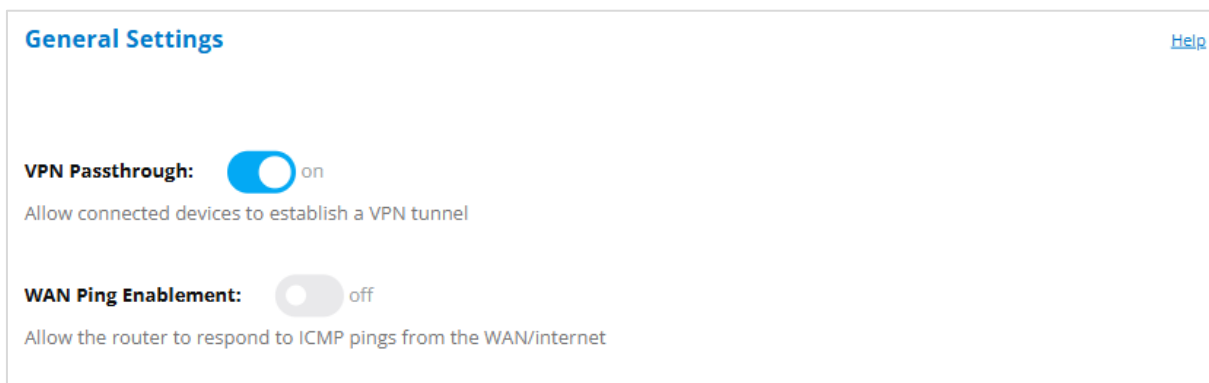 General Settings
Help
VPN Passthrough: on
Allow connected devices to establish a VPN tunnel
WAN Ping Enablement: off
Allow the router to respond to ICMP pings from the WAN/internet